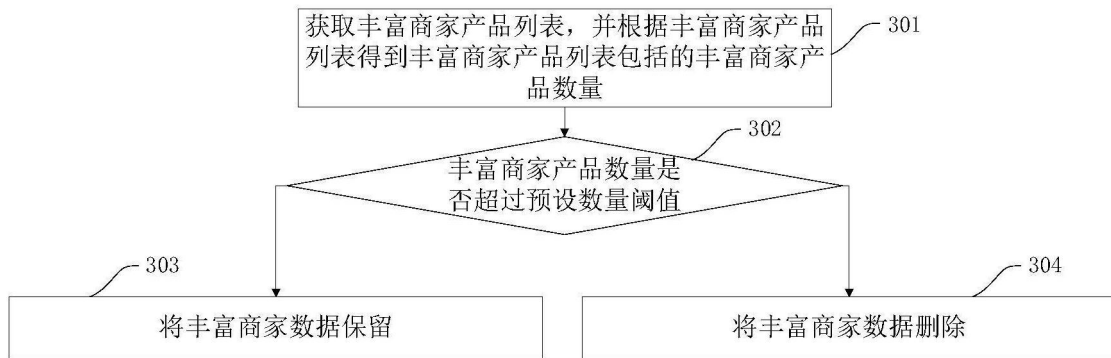 获取丰富商家产品列表，并根据丰富商家产品
列表得到丰富商家产品列表包括的丰富商家产
品数量
301
302
丰富商家产品数量是
否超过预设数量阈值
303
304
将丰富商家数据保留
将丰富商家数据删除